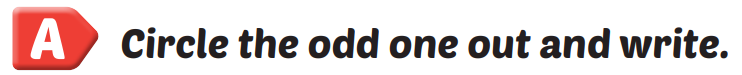 A Circle the odd one out and write.